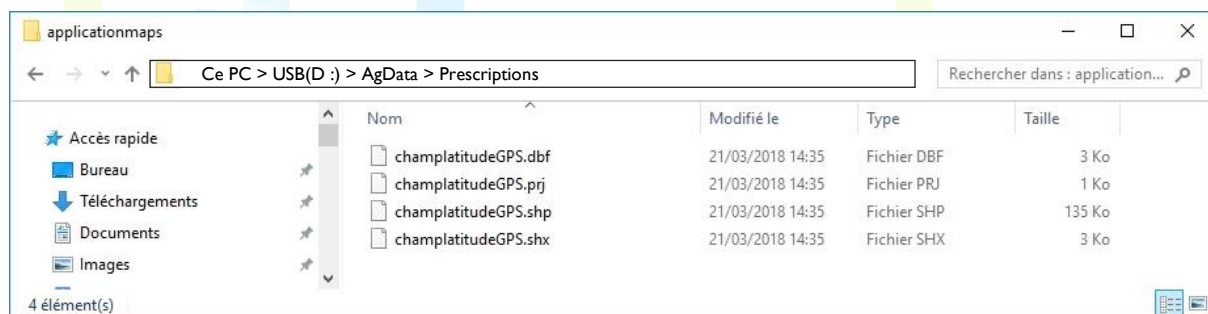 applicationmaps
Ce PC > USB(D :) > AgData > Prescriptions
Rechercher dans : application...
Nom Modifié le Type Taille
Accès rapide
Bureau
Téléchargements
Documents
Images
champlatitudeGPS.dbf 21/03/2018 14:35 Fichier DBF 3 Ko
champlatitudeGPS.prj 21/03/2018 14:35 Fichier PRJ 1 Ko
champlatitudeGPS.shp 21/03/2018 14:35 Fichier SHP 135 Ko
champlatitudeGPS.shx 21/03/2018 14:35 Fichier SHX 3 Ko
4 élément(s)